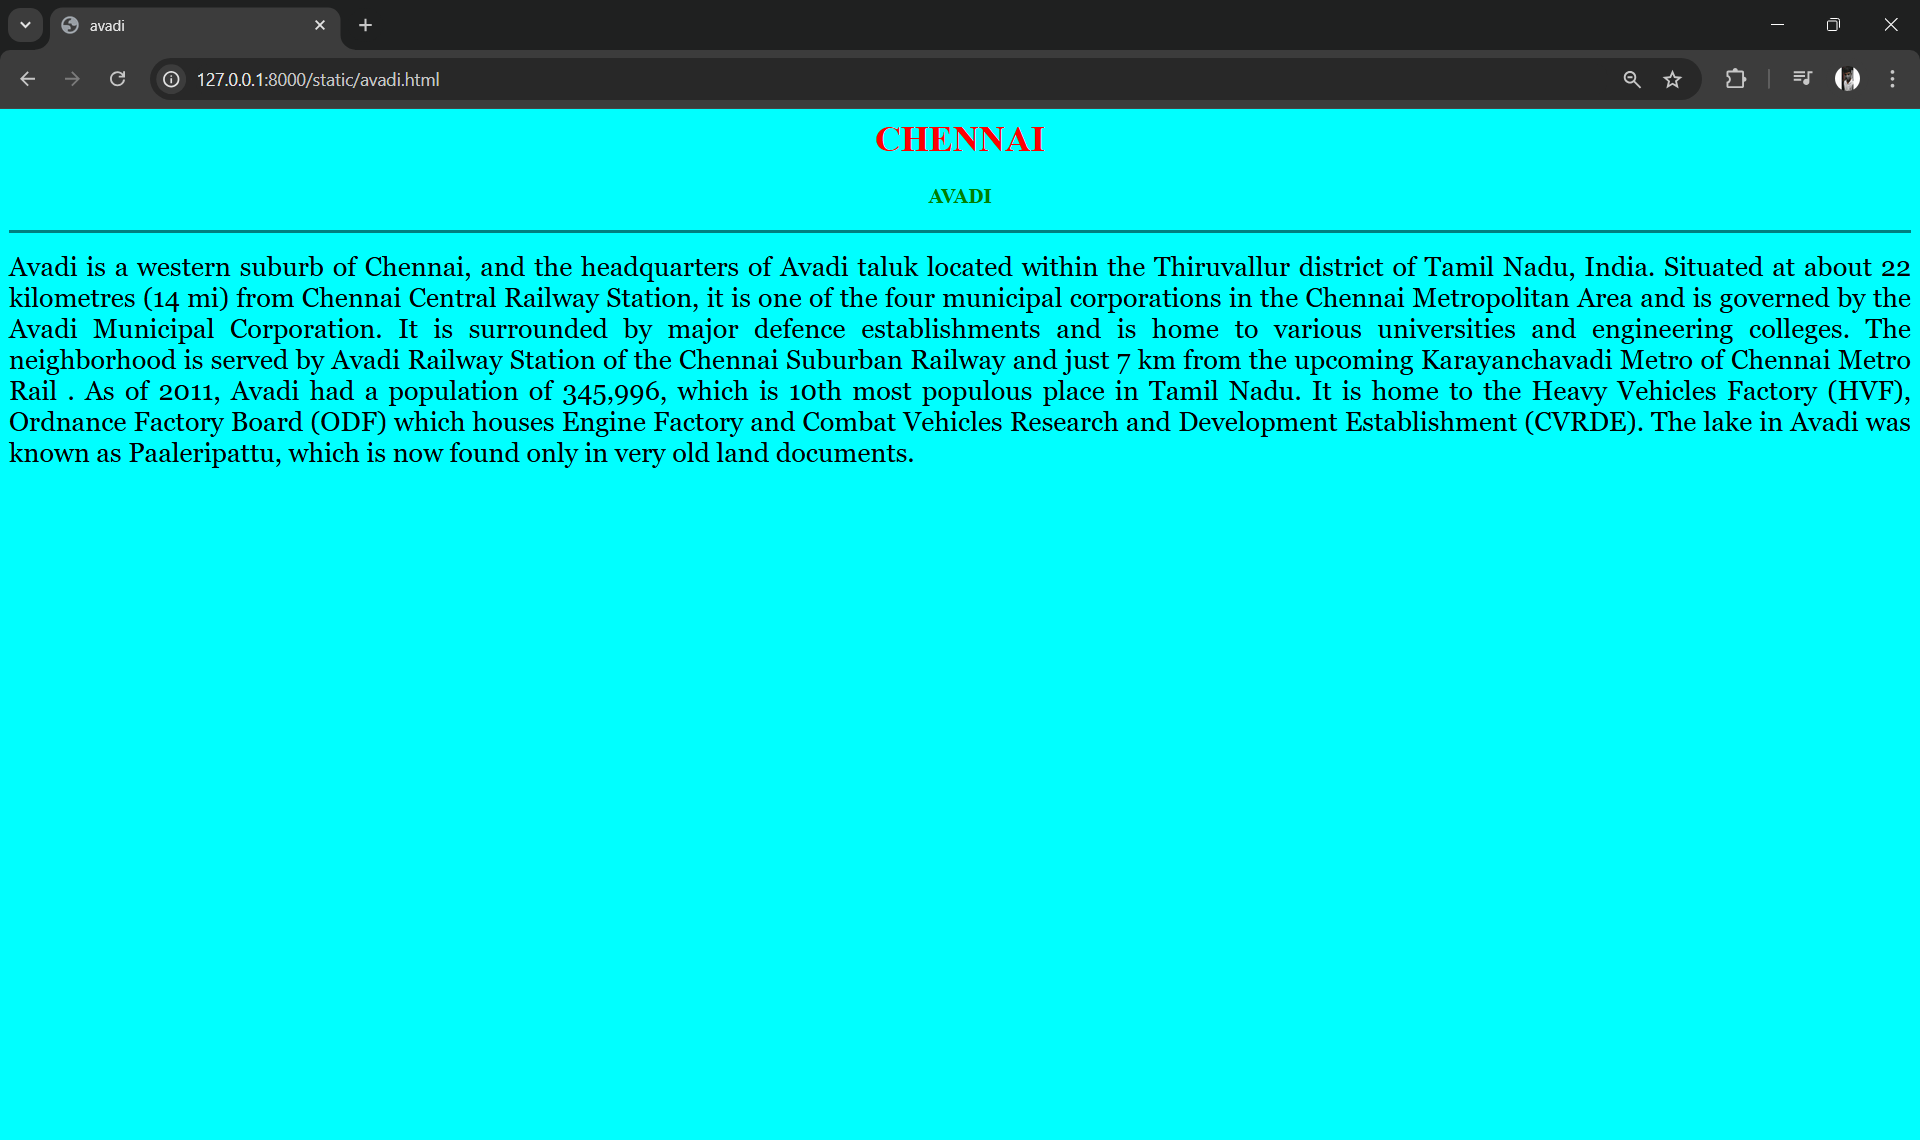 avadi
127.0.0.1:8000/static/avadi.html
CHENNAI
AVADI
Avadi is a western suburb of Chennai, and the headquarters of Avadi taluk located within the Thiruvallur district of Tamil Nadu, India. Situated at about 22
kilometres (14 mi) from Chennai Central Railway Station, it is one of the four municipal corporations in the Chennai Metropolitan Area and is governed by the
Avadi Municipal Corporation. It is surrounded by major defence establishments and is home to various universities and engineering colleges. The
neighborhood is served by Avadi Railway Station of the Chennai Suburban Railway and just 7 km from the upcoming Karayanchavadi Metro of Chennai Metro
Rail . As of 2011, Avadi had a population of 345,996, which is 10th most populous place in Tamil Nadu. It is home to the Heavy Vehicles Factory (HVF),
Ordnance Factory Board (ODF) which houses Engine Factory and Combat Vehicles Research and Development Establishment (CVRDE). The lake in Avadi was
known as Paaleripattu, which is now found only in very old land documents.